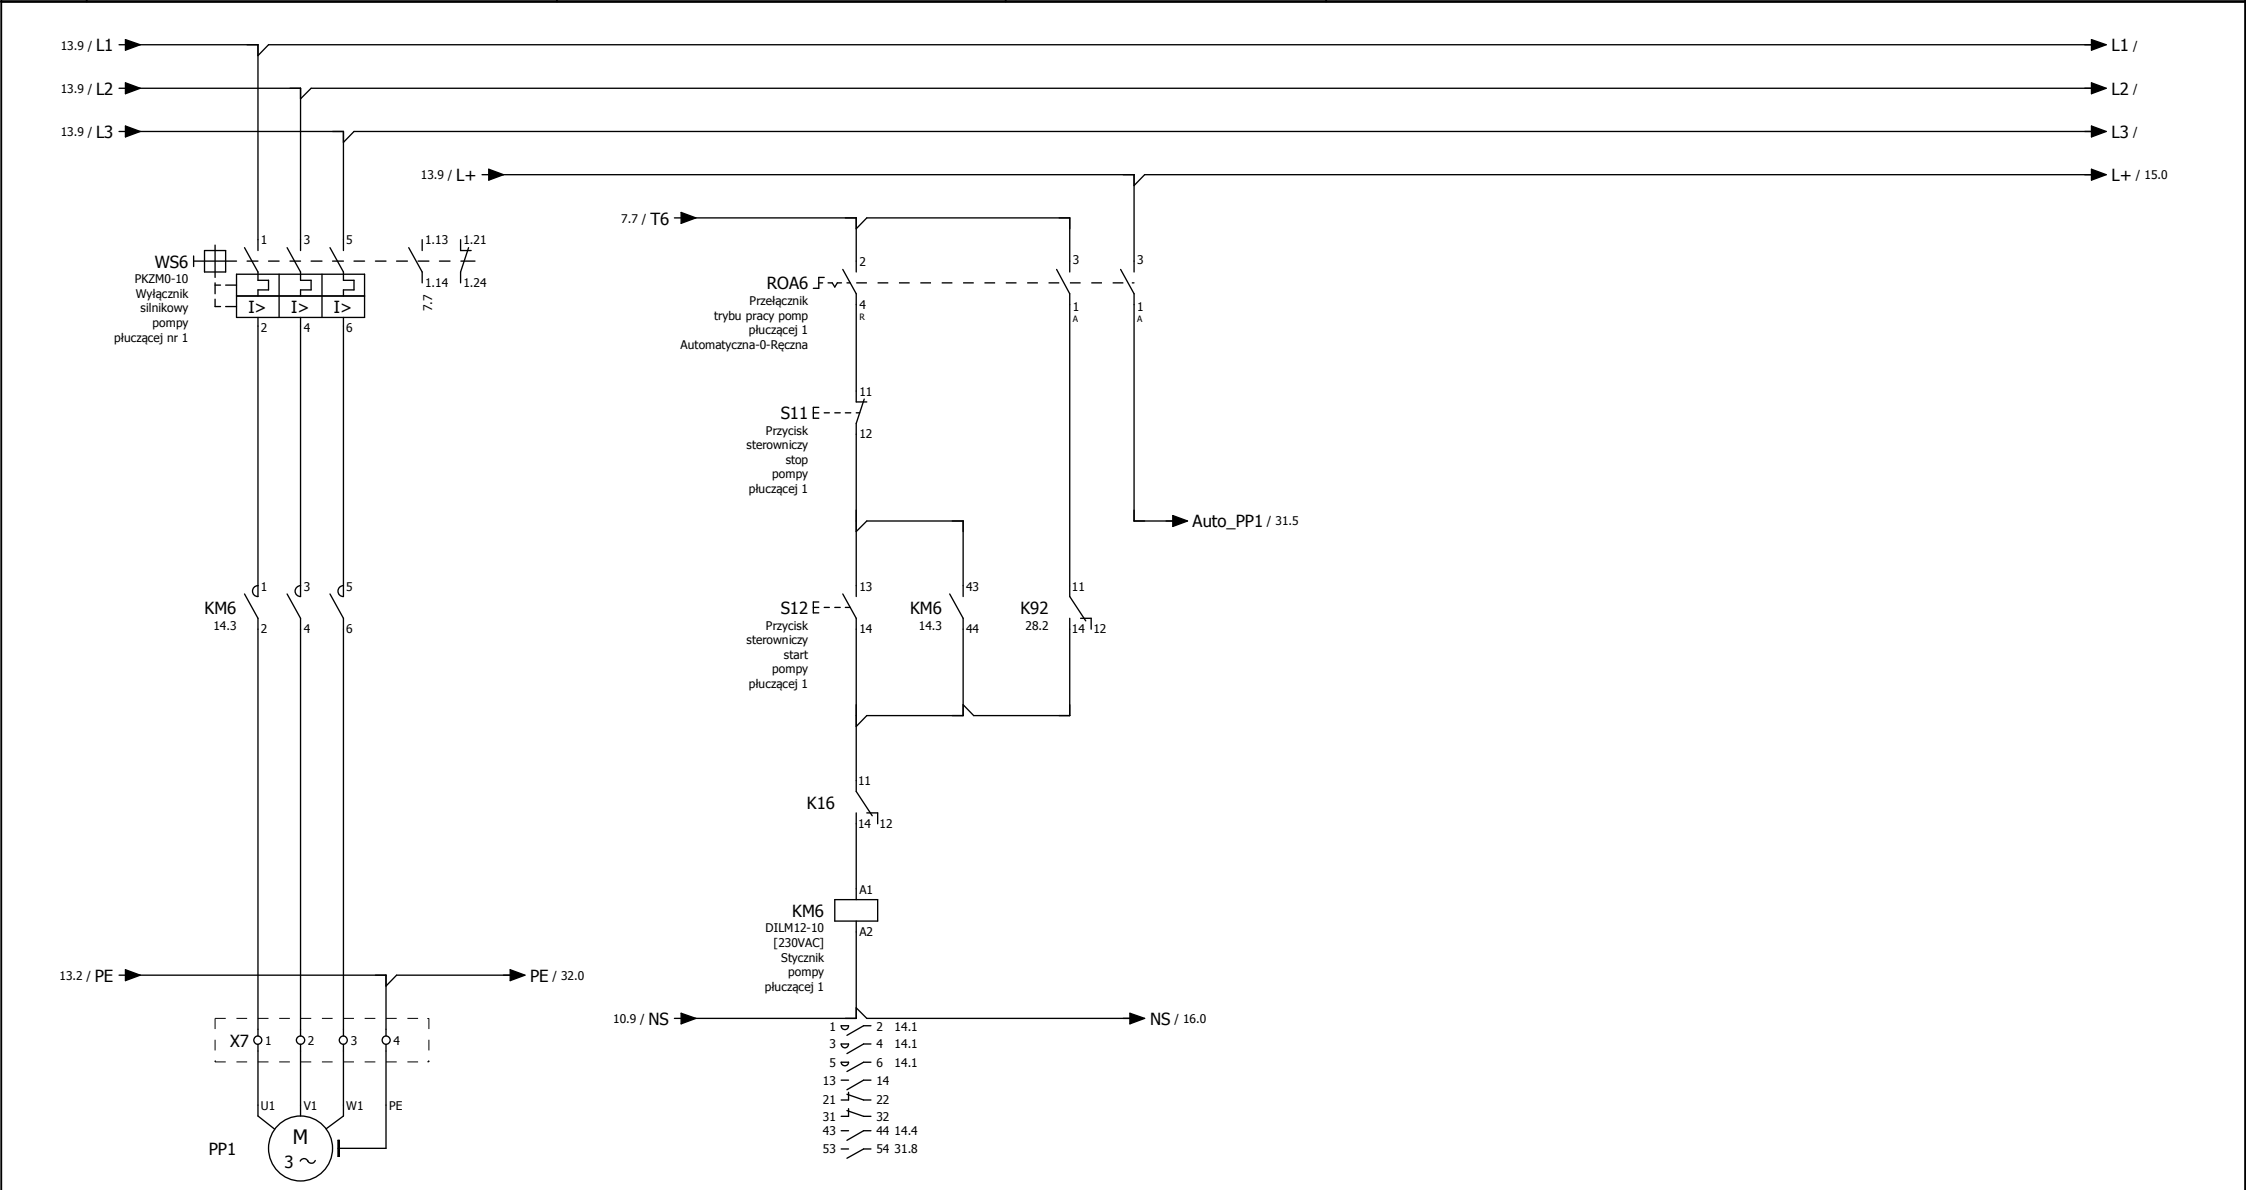 13.9 / L1
L1 /
13.9 / L2
L2 /
13.9 / L3
L3 /
13.9 / L+
L+ / 15.0
7.7 / T6
1 3 5
1.13 1.21
WS6
PKZM0-10
Wyłącznik
silnikowy
pompy
płuczącej nr 1
I> I> I>
2 4 6
1.14 1.24
7.7
2 3 3
ROA6
Przełącznik
trybu pracy pomp
płuczącej 1
Automatyczna-0-Ręczna
4 1 1
R A A
11
S11
Przycisk
sterowniczy
stop
pompy
płuczącej 1
12
Auto_PP1 / 31.5
1 3 5
KM6
14.3
2 4 6
13 43 11
S12
Przycisk
sterowniczy
start
pompy
płuczącej 1
14
KM6
14.3
44
K92
28.2
14 12
11
K16
14 12
A1
KM6
DILM12-10
[230VAC]
Stycznik
pompy
płuczącej 1
A2
13.2 / PE
PE / 32.0
10.9 / NS
NS / 16.0
X7 1 2 3 4
U1 V1 W1 PE
PP1
M
3 ~
1 2 14.1
3 4 14.1
5 6 14.1
13 14
21 22
31 32
43 44 14.4
53 54 31.8